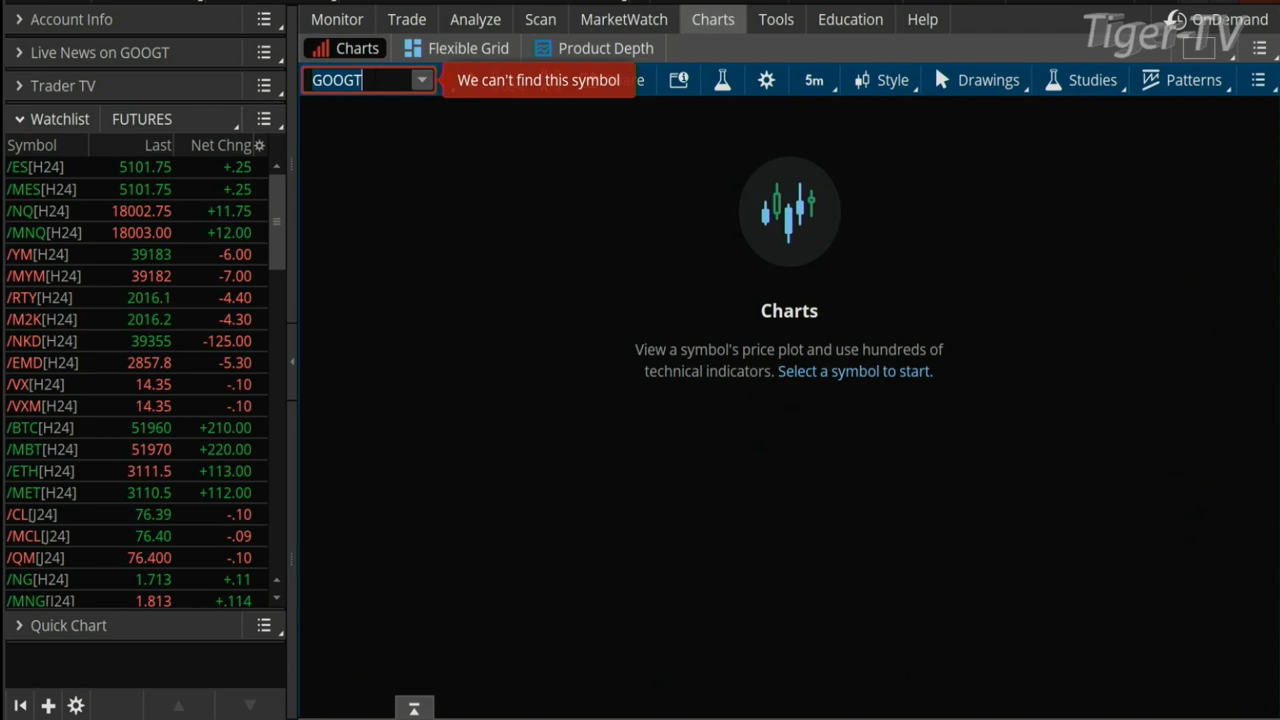 Account Info
Live News on GOOGT
Trader TV
Watchlist FUTURES
Symbol Last Net Chng
/ES[H24] 5101.75 +.25
/MES[H24] 5101.75 +.25
/NQ[H24] 18002.75 +11.75
/MNQ[H24] 18003.00 +12.00
/YM[H24] 39183 -6.00
/MYM[H24] 39182 -7.00
/RTY[H24] 2016.1 -4.40
/M2K[H24] 2016.2 -4.30
/NKD[H24] 39355 -125.00
/EMD[H24] 2857.8 -5.30
/VX[H24] 14.35 -.10
/VXM[H24] 14.35 -.10
/BTC[H24] 51960 +210.00
/MBT[H24] 51970 +220.00
/ETH[H24] 3111.5 +113.00
/MET[H24] 3110.5 +112.00
/CL[J24] 76.39 -.10
/MCL[J24] 76.40 -.09
/QM[J24] 76.400 -.10
/NG[H24] 1.713 +.11
/MNG[J24] 1.813 +.114
Quick Chart
Monitor Trade Analyze Scan MarketWatch Charts Tools Education Help OnDemand
Tiger-TV
Charts Flexible Grid Product Depth
GOOGT We can't find this symbol 5m Style Drawings Studies Patterns
Charts
View a symbol's price plot and use hundreds of
technical indicators. Select a symbol to start.